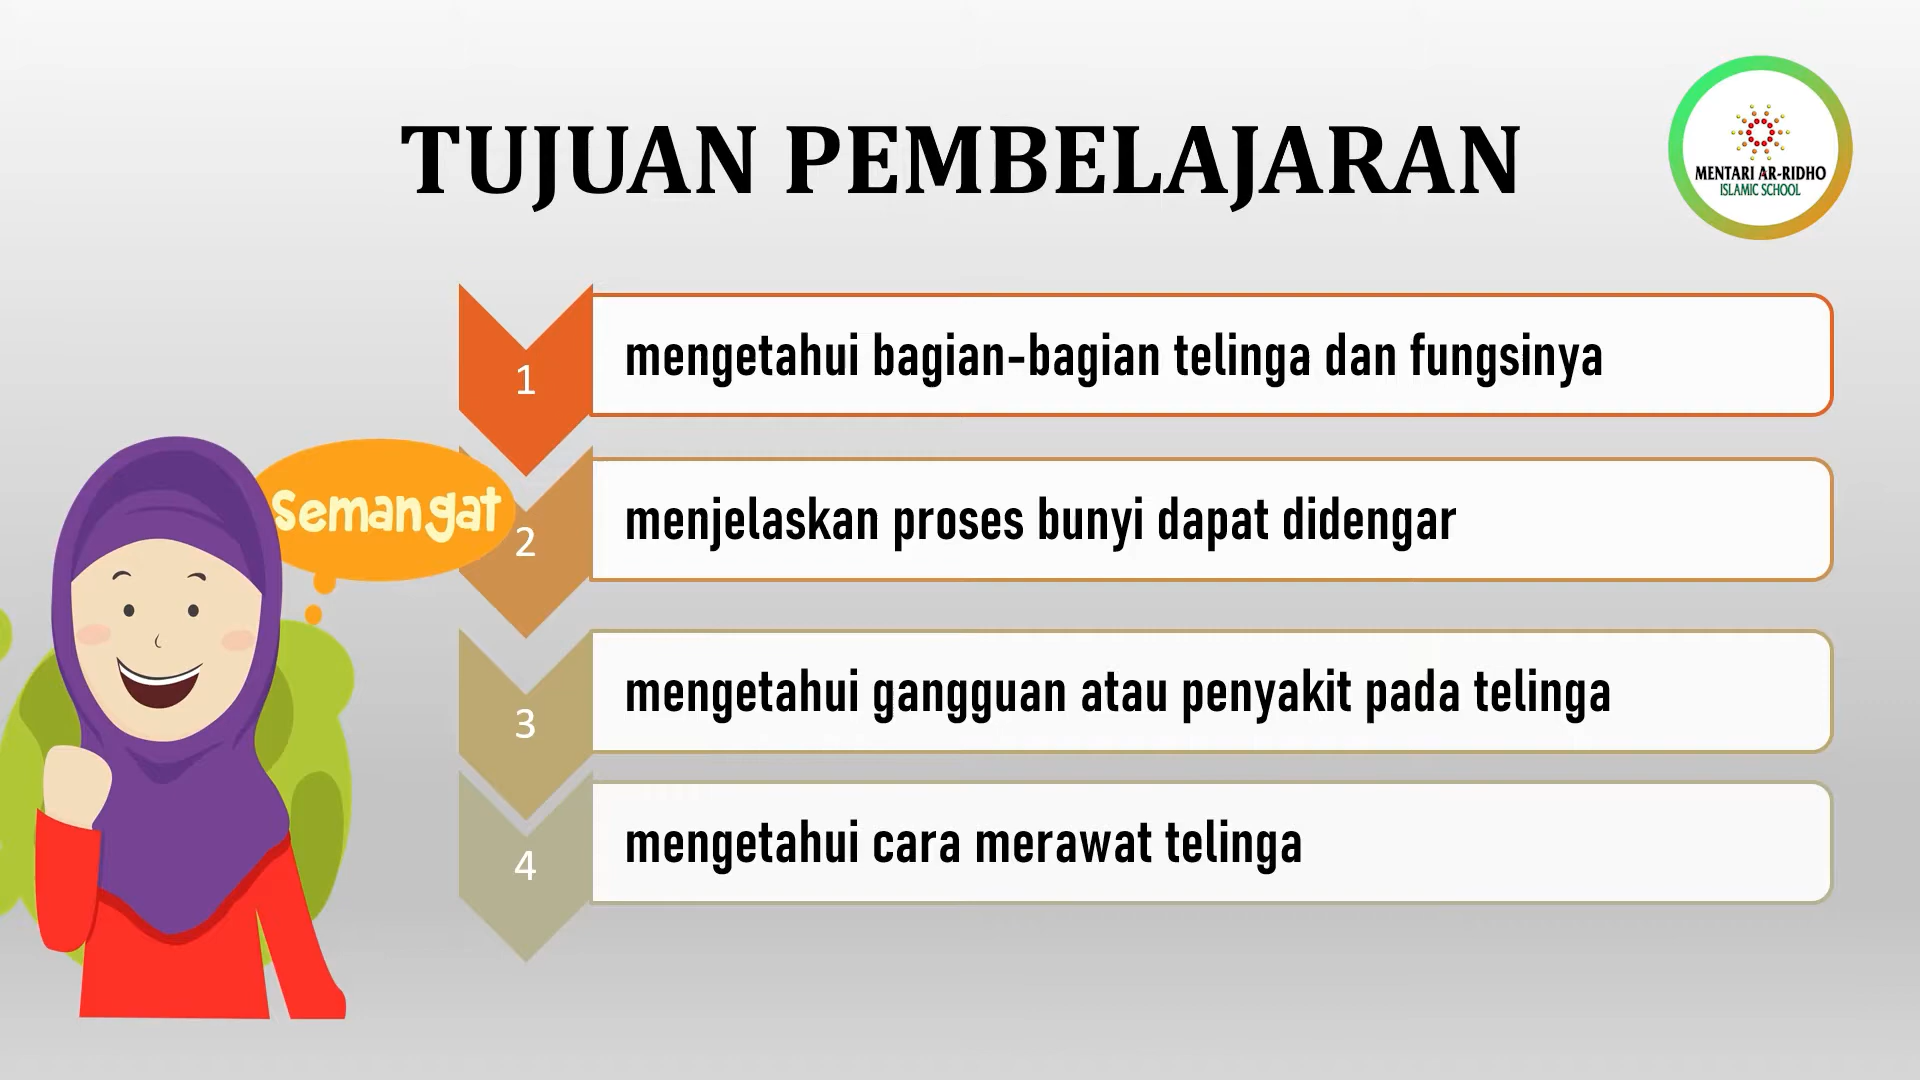 TUJUAN PEMBELAJARAN
MENTARI AR-RIDHO
ISLAMIC SCHOOL
1
mengetahui bagian-bagian telinga dan fungsinya
Semangat
2
menjelaskan proses bunyi dapat didengar
3
mengetahui gangguan atau penyakit pada telinga
4
mengetahui cara merawat telinga